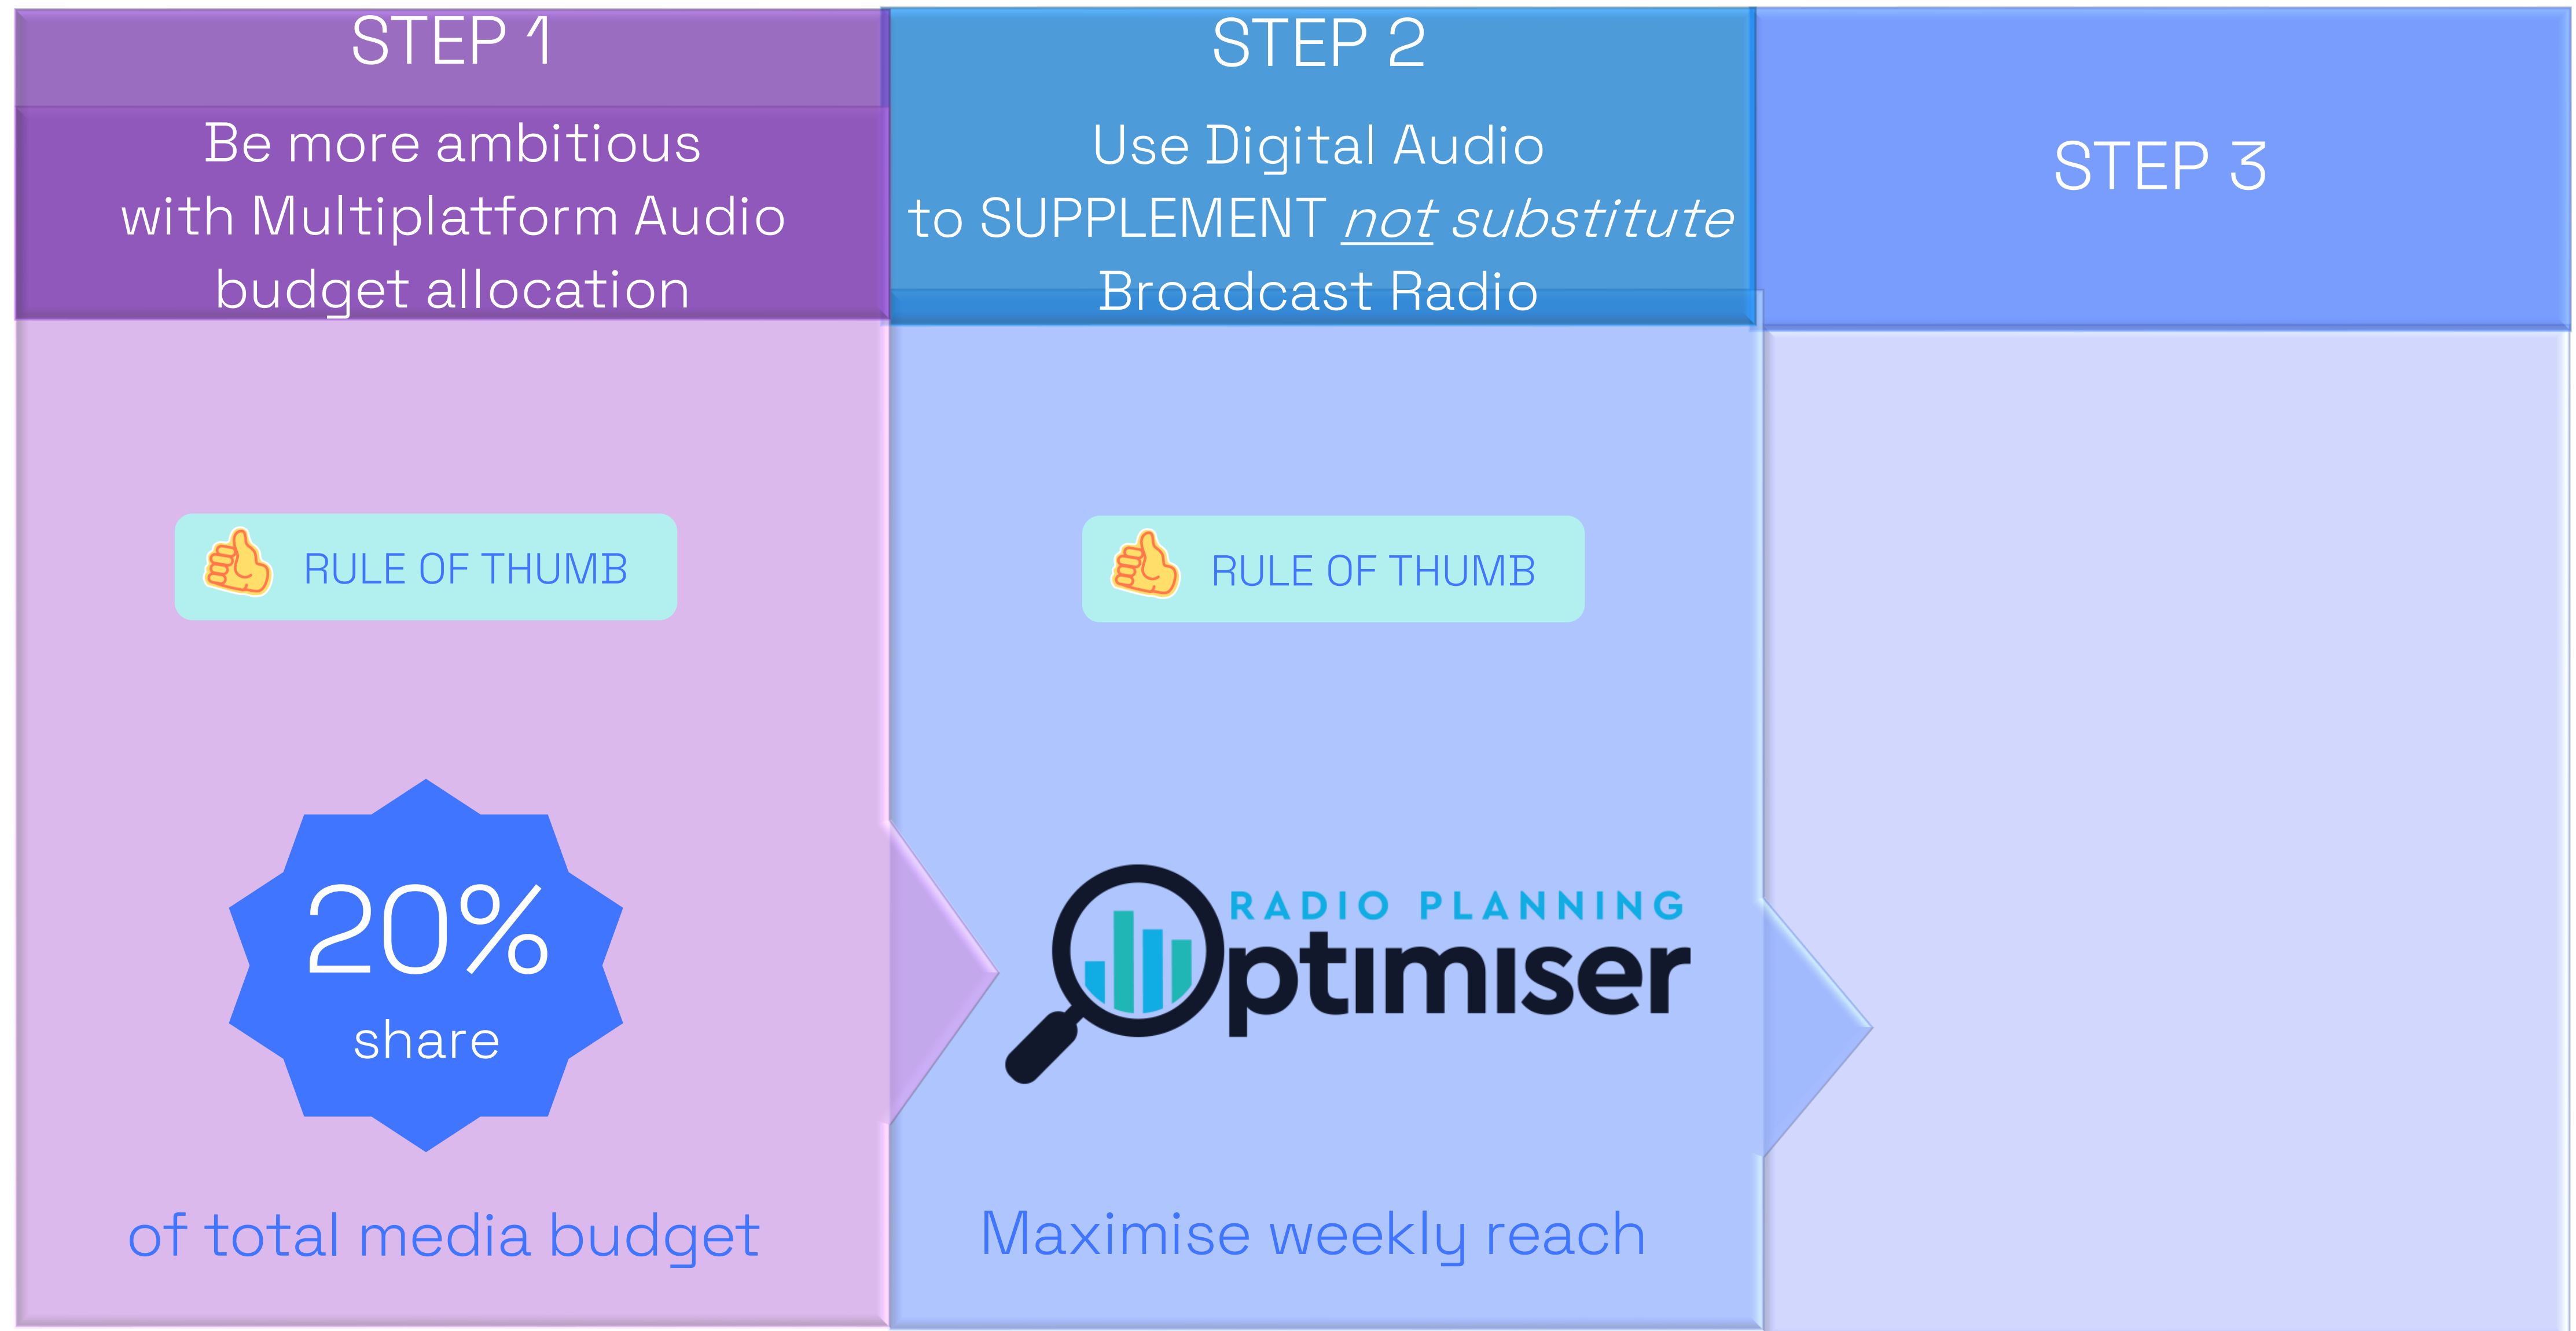 STEP 1
Be more ambitious
with Multiplatform Audio
budget allocation
RULE OF THUMB
20%
share
of total media budget
STEP 2
Use Digital Audio
to SUPPLEMENT not substitute
Broadcast Radio
RULE OF THUMB
RADIO PLANNING
Optimiser
Maximise weekly reach
STEP 3